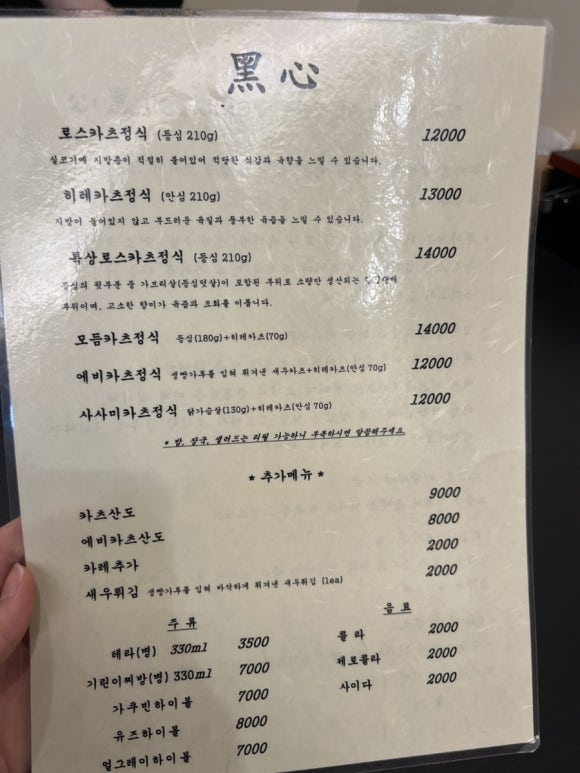 黑心
로스카츠정식 (등심 210g) 12000
살코기에 지방층이 적절히 붙어있어 적당한 식감과 육향을 느낄 수 있습니다.
히레카츠정식 (안심 210g) 13000
지방이 들어있지 않고 부드러운 육질과 풍부한 육즙을 느낄 수 있습니다.
특상로스카츠정식 (등심 210g) 14000
등심의 윗부분 중 가브리살(등심덧살)이 포함된 부위로 소량만 생산되는
부위이며, 고소한 향미가 육즙과 조화를 이룹니다.
모듬카츠정식 등심(180g)+히레카츠(70g) 14000
에비카츠정식 생빵가루를 입혀 튀겨낸 새우카츠+히레카츠(안심 70g) 12000
사사미카츠정식 닭가슴살(130g)+히레카츠(안심 70g) 12000
* 밥, 장국, 샐러드는 리필 가능하니 부족하시면 말씀해주세요.
* 추가메뉴 *
카츠산도 9000
에비카츠산도 8000
카레추가 2000
새우튀김 생빵가루를 입혀 바삭하게 튀겨낸 새우튀김 (1ea) 2000
주 류
테라(병) 330ml 3500
기린이찌방(병) 330ml 7000
가쿠빈하이볼 7000
유즈하이볼 8000
얼그레이하이볼 7000
음 료
콜 라 2000
제로콜라 2000
사이다 2000